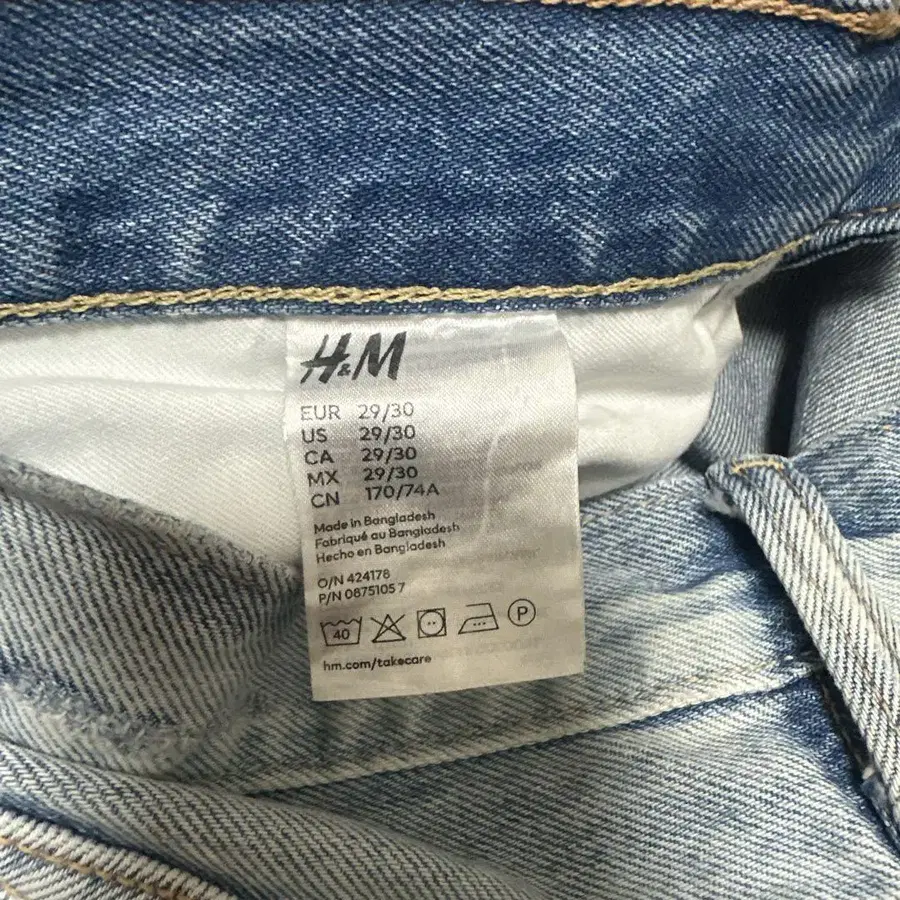 H&M
EUR 29/30
US 29/30
CA 29/30
MX 29/30
CN 170/74A
Made in Bangladesh
Fabriqué au Bangladesh
Hecho en Bangladesh
O/N 424178
P/N 0875105 7
40 P
hm.com/takecare